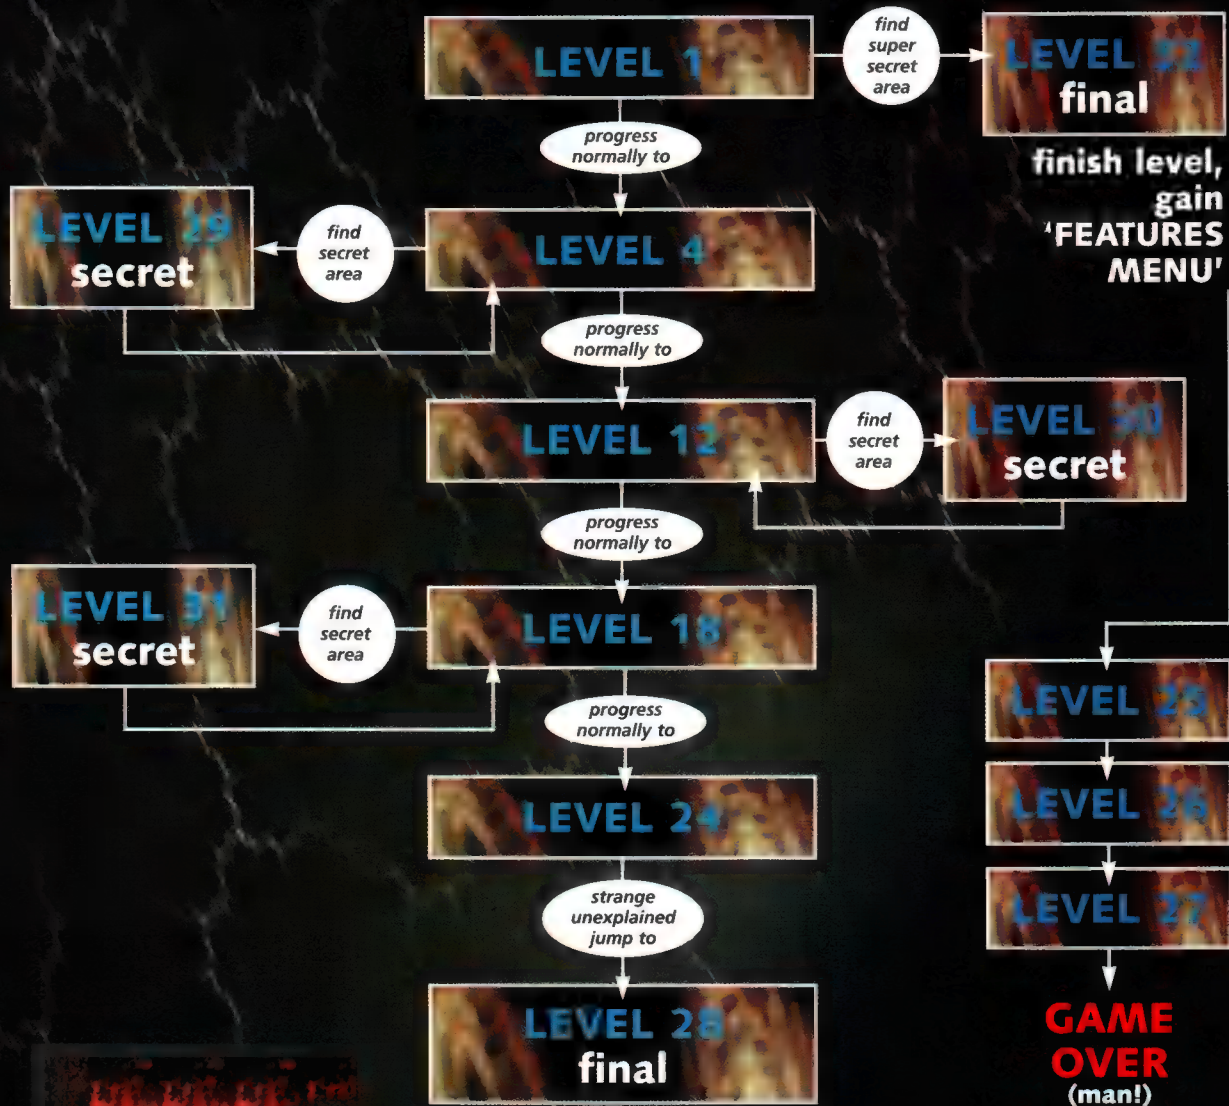 LEVEL 1
find
super
secret
area
LEVEL 32
final
progress
normally to
finish level,
gain
'FEATURES
MENU'
LEVEL 29
secret
find
secret
area
LEVEL 4
progress
normally to
LEVEL 12
find
secret
area
LEVEL 30
secret
progress
normally to
LEVEL 31
secret
find
secret
area
LEVEL 18
progress
normally to
LEVEL 24
strange
unexplained
jump to
LEVEL 28
final
LEVEL 25
LEVEL 26
LEVEL 27
GAME
OVER
(man!)